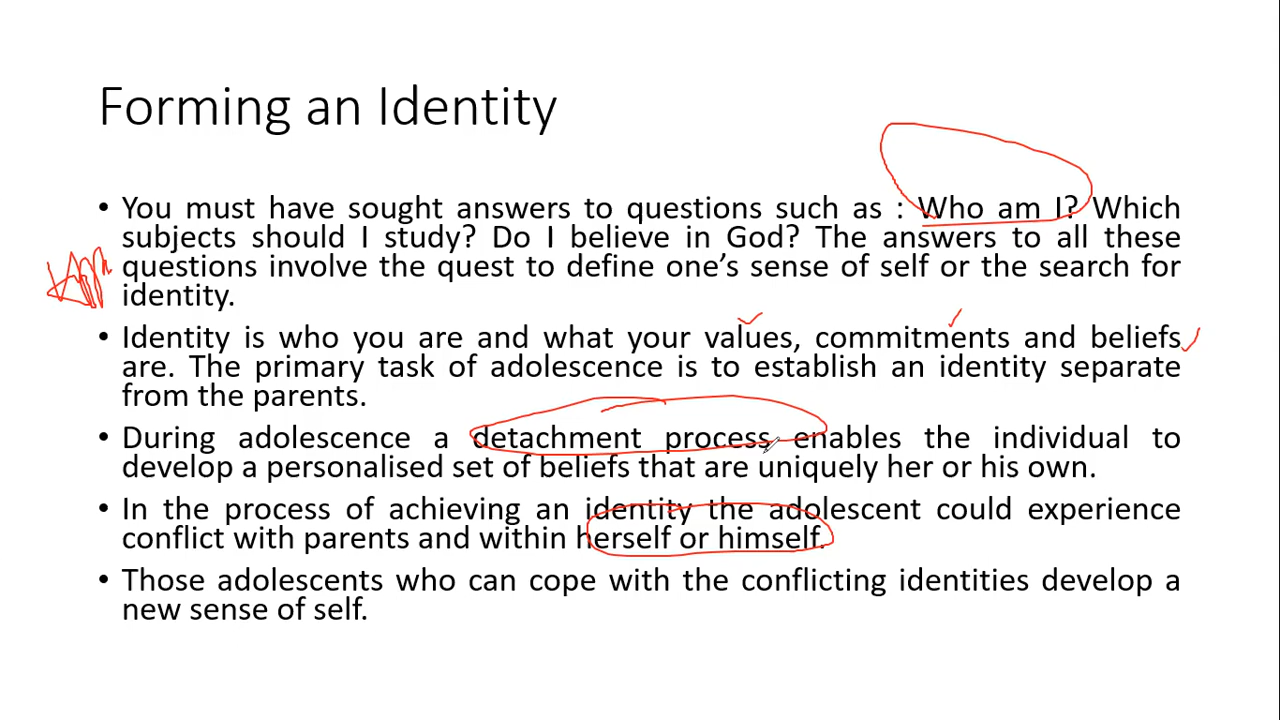 Forming an Identity
• You must have sought answers to questions such as : Who am I? Which
subjects should I study? Do I believe in God? The answers to all these
questions involve the quest to define one's sense of self or the search for
identity.
• Identity is who you are and what your values, commitments and beliefs
are. The primary task of adolescence is to establish an identity separate
from the parents.
• During adolescence a detachment process enables the individual to
develop a personalised set of beliefs that are uniquely her or his own.
• In the process of achieving an identity the adolescent could experience
conflict with parents and within herself or himself.
• Those adolescents who can cope with the conflicting identities develop a
new sense of self.